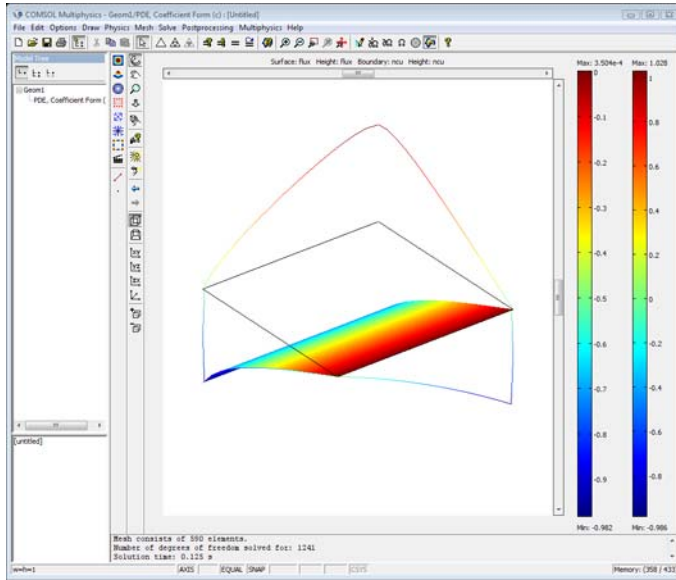 COMSOL Multiphysics - Geom1/PDE, Coefficient Form (c) : [Untitled]
File Edit Options Draw Physics Mesh Solve Postprocessing Multiphysics Help
Model Tree
Geom1
PDE, Coefficient Form (
Surface: flux Height: flux Boundary: ncu Height: ncu
Max: 3.504e-4 Max: 1.028
0 1
-0.1 0.8
-0.2 0.6
-0.3 0.4
-0.4 0.2
-0.5 0
-0.6 -0.2
-0.7 -0.4
-0.8 -0.6
-0.9 -0.8
Min: -0.982 Min: -0.986
[untitled]
Mesh consists of 590 elements.
Number of degrees of freedom solved for: 1241
Solution time: 0.125 s
w=h=1 AXIS EQUAL SNAP CSYS Memory: (358 / 433